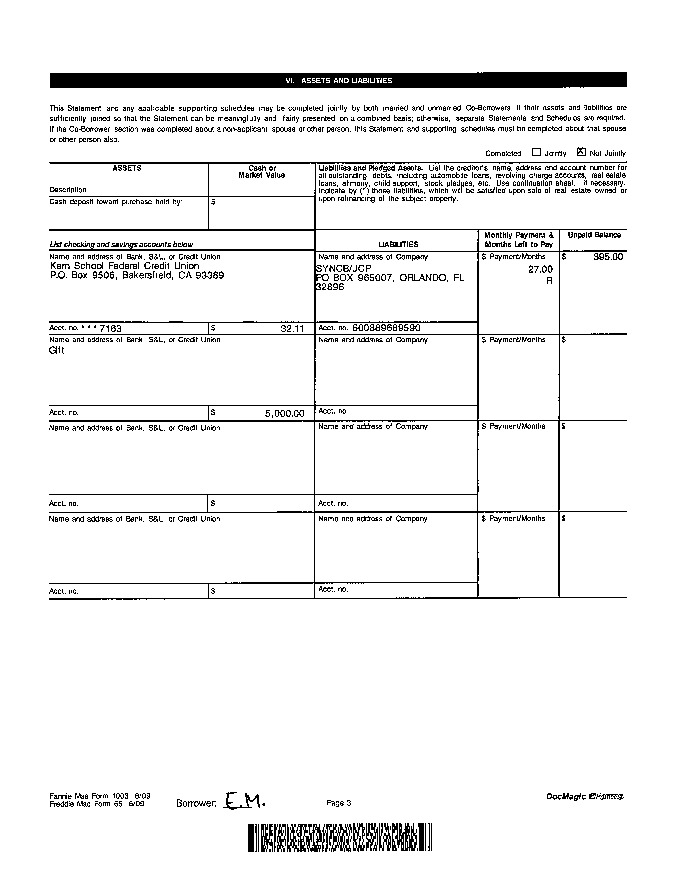 VI. ASSETS AND LIABILITIES
This Statement and any applicable supporting schedules may be completed jointly by both married and unmarried Co-Borrowers if their assets and liabilities are
sufficiently joined so that the Statement can be meaningfully and fairly presented on a combined basis; otherwise, separate Statements and Schedules are required.
If the Co-Borrower section was completed about a non-applicant spouse or other person, this Statement and supporting schedules must be completed about that spouse
or other person also.
Completed Jointly X Not Jointly
ASSETS
Cash or
Market Value
Description
Cash deposit toward purchase held by: $
Liabilities and Pledged Assets. List the creditor's name, address and account number for
all outstanding debts, including automobile loans, revolving charge accounts, real estate
loans, alimony, child support, stock pledges, etc. Use continuation sheet, if necessary.
Indicate by (*) those liabilities, which will be satisfied upon sale of real estate owned or
upon refinancing of the subject property.
List checking and savings accounts below
LIABILITIES
Monthly Payment &
Months Left to Pay
Unpaid Balance
Name and address of Bank, S&L, or Credit Union
Kern School Federal Credit Union
P.O. Box 9506, Bakersfield, CA 93389
Name and address of Company
SYNCB/JCP
PO BOX 965007, ORLANDO, FL
32896
$ Payment/Months
27.00
R
$ 395.00
Acct. no. * * * 7163 $ 32.11
Acct. no. 600889689590
Name and address of Bank, S&L, or Credit Union
Gift
Name and address of Company
$ Payment/Months
$
Acct. no. $ 5,000.00
Acct. no.
Name and address of Bank, S&L, or Credit Union
Name and address of Company
$ Payment/Months
$
Acct. no. $
Acct. no.
Name and address of Bank, S&L, or Credit Union
Name and address of Company
$ Payment/Months
$
Acct. no. $
Acct. no.
Fannie Mae Form 1003 6/09
Freddie Mac Form 65 6/09
Borrower: E.M.
Page 3
DocMagic